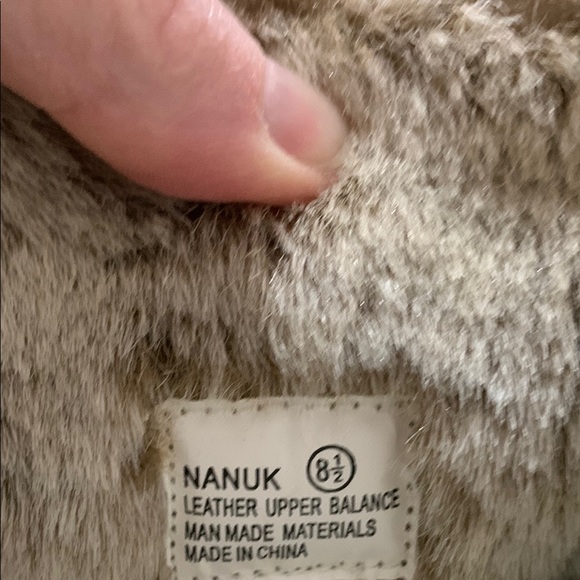 NANUK 8½
LEATHER UPPER BALANCE
MAN MADE MATERIALS
MADE IN CHINA